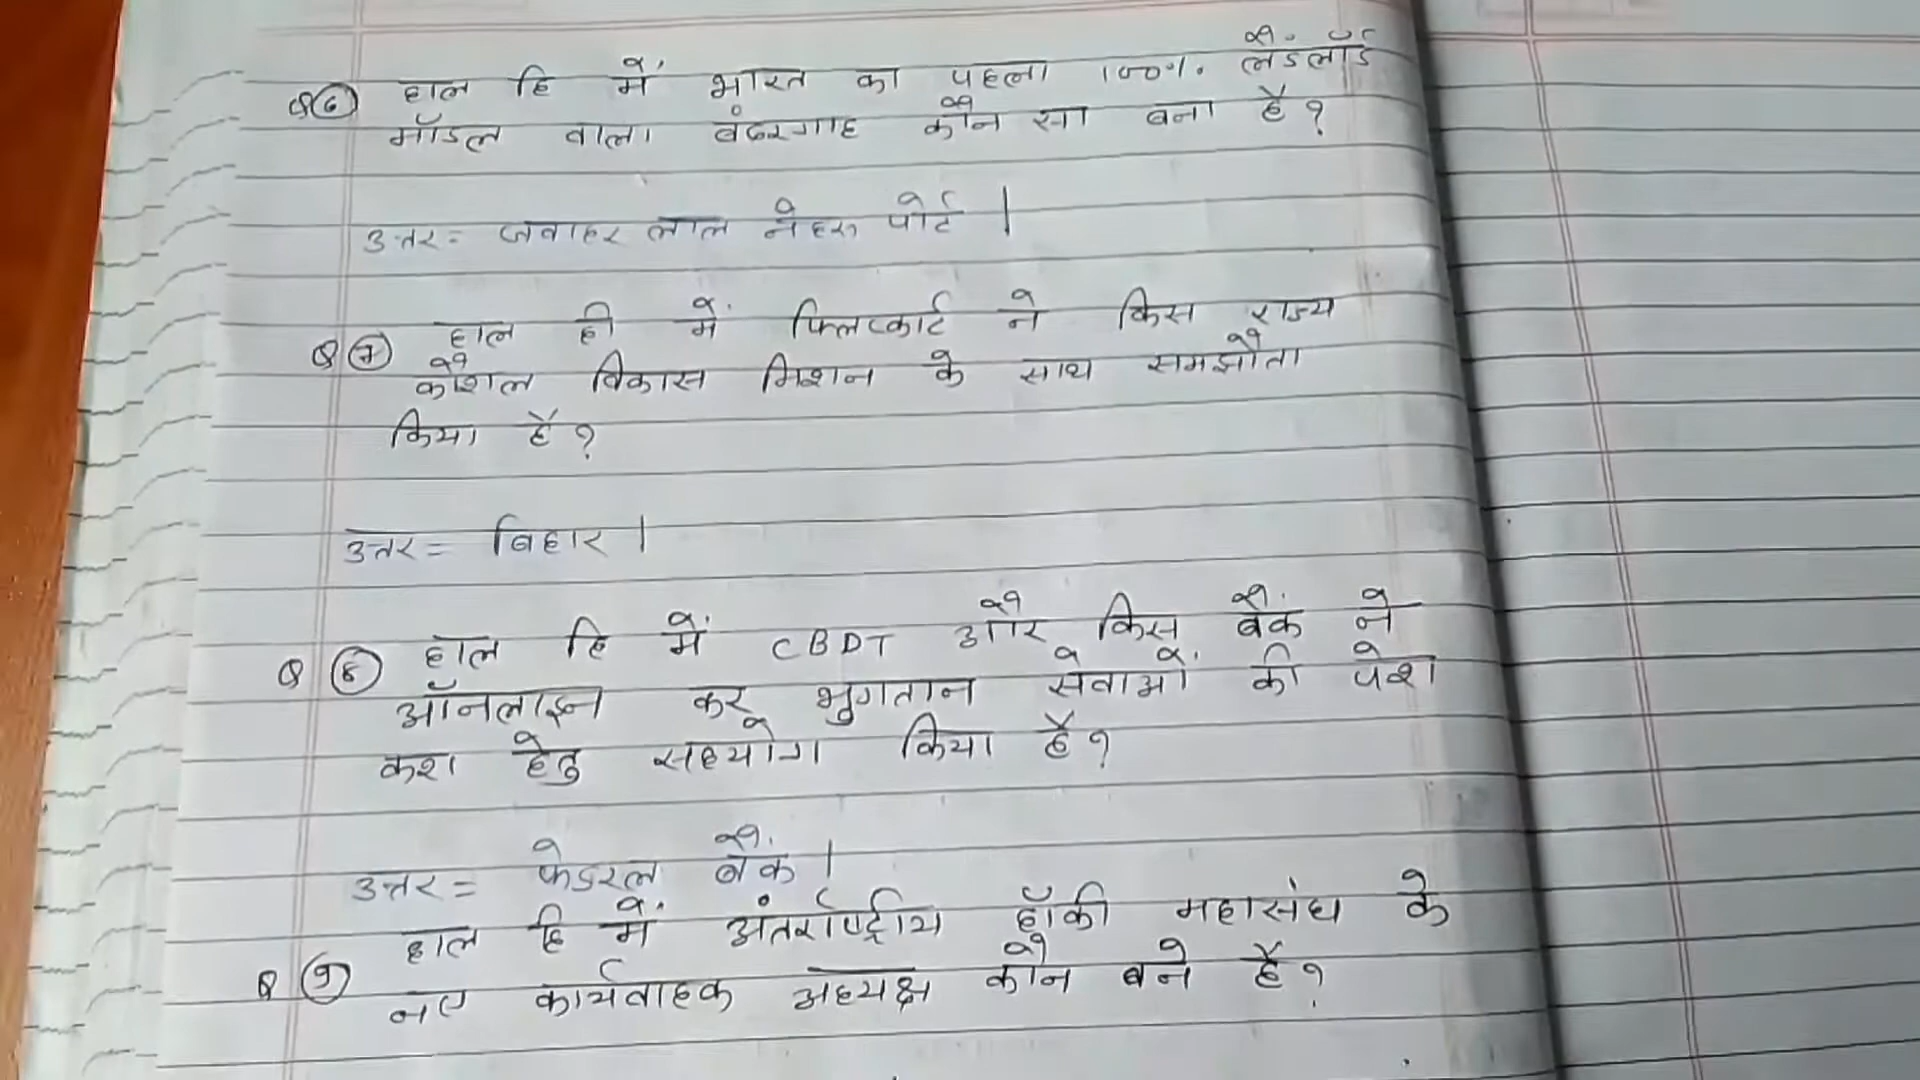 Q6 हाल हि में भारत का पहला 100%. लैंडलॉर्ड
मॉडल वाला बंदरगाह कौन सा बना है?
उत्तर = जवाहर लाल नेहरू पोर्ट |
Q7 हाल ही में फ्लिपकार्ट ने किस राज्य
कौशल विकास मिशन के साथ समझौता
किया है?
उत्तर = बिहार |
Q8 हाल हि में CBDT और किस बैंक ने
ऑनलाइन कर भुगतान सेवाओं की पेश
कश हेतु सहयोग किया है?
उत्तर = फेडरल बैंक |
Q9 हाल हि में अंतर्राष्ट्रीय हॉकी महासंघ के
नए कार्यवाहक अध्यक्ष कौन बने है?